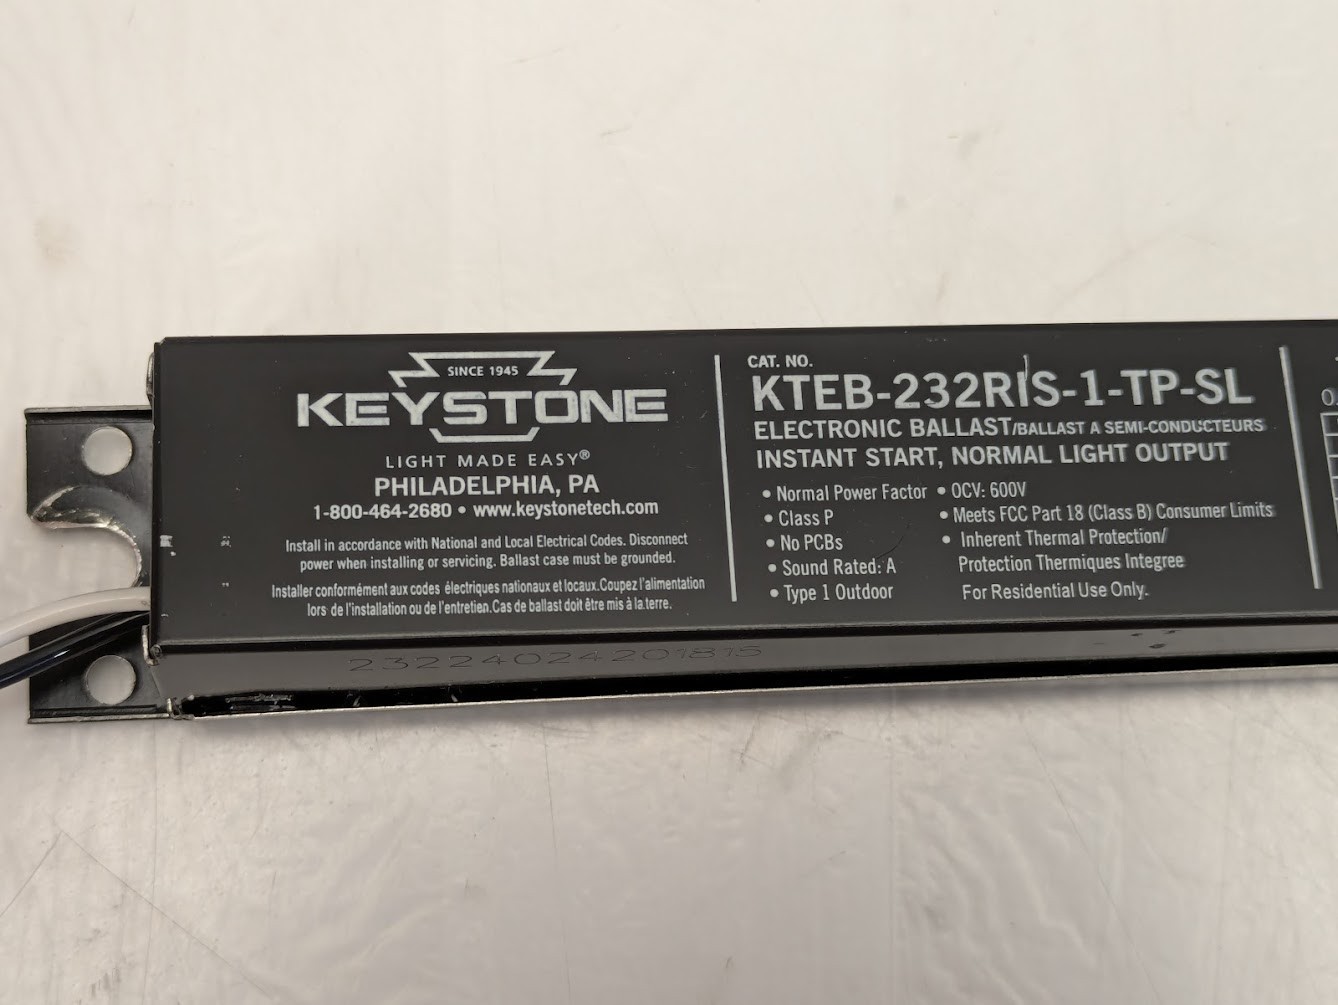 SINCE 1945
KEYSTONE
LIGHT MADE EASY®
PHILADELPHIA, PA
1-800-464-2680 • www.keystonetech.com
Install in accordance with National and Local Electrical Codes. Disconnect
power when installing or servicing. Ballast case must be grounded.
Installer conformément aux codes électriques nationaux et locaux.Coupez l'alimentation
lors de l'installation ou de l'entretien.Cas de ballast doit être mis à la terre.
CAT. NO.
KTEB-232RIS-1-TP-SL
ELECTRONIC BALLAST/BALLAST A SEMI-CONDUCTEURS
INSTANT START, NORMAL LIGHT OUTPUT
• Normal Power Factor
• Class P
• No PCBs
• Sound Rated: A
• Type 1 Outdoor
• OCV: 600V
• Meets FCC Part 18 (Class B) Consumer Limits
• Inherent Thermal Protection/
Protection Thermiques Integree
For Residential Use Only.
23224024201815